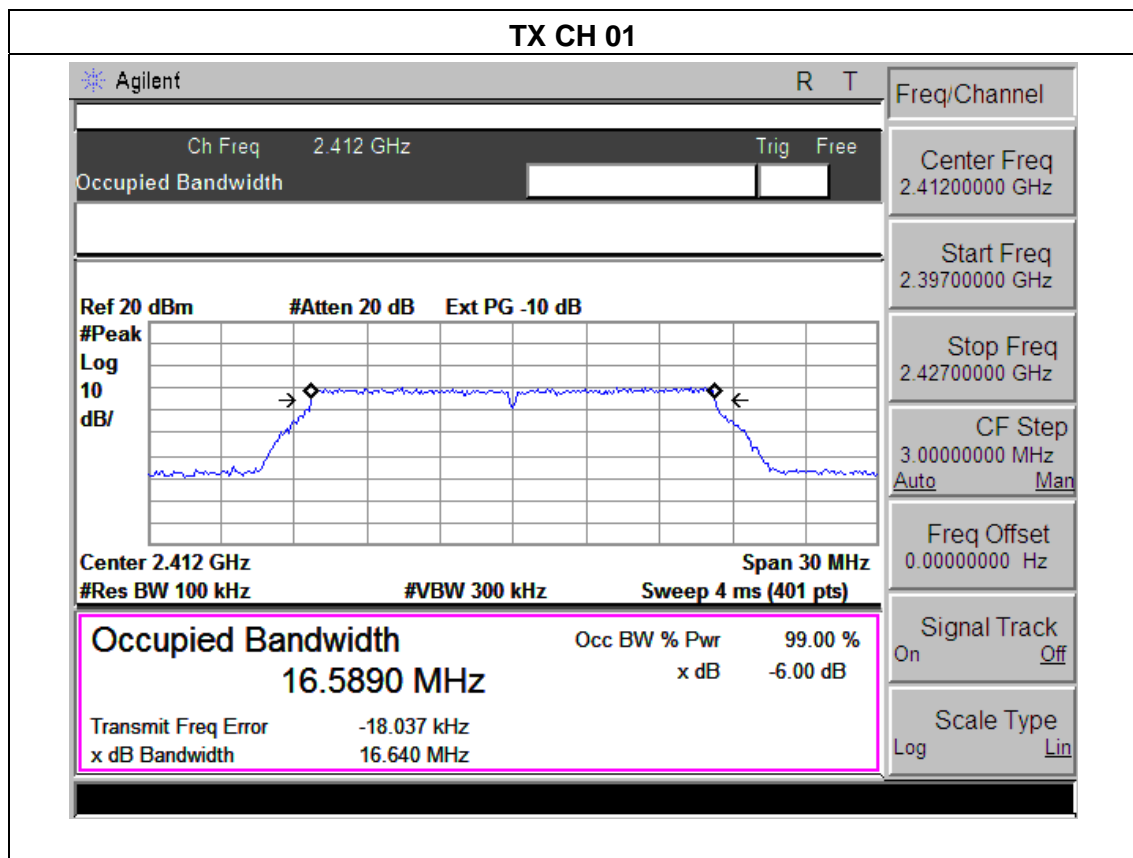 TX CH 01
Agilent R T
Freq/Channel
Ch Freq 2.412 GHz Trig Free
Occupied Bandwidth
Center Freq
2.41200000 GHz
Start Freq
2.39700000 GHz
Stop Freq
2.42700000 GHz
CF Step
3.00000000 MHz
Auto Man
Freq Offset
0.00000000 Hz
Signal Track
On Off
Scale Type
Log Lin
Ref 20 dBm #Atten 20 dB Ext PG -10 dB
#Peak
Log
10
dB/
Center 2.412 GHz Span 30 MHz
#Res BW 100 kHz #VBW 300 kHz Sweep 4 ms (401 pts)
Occupied Bandwidth Occ BW % Pwr 99.00 %
16.5890 MHz x dB -6.00 dB
Transmit Freq Error -18.037 kHz
x dB Bandwidth 16.640 MHz